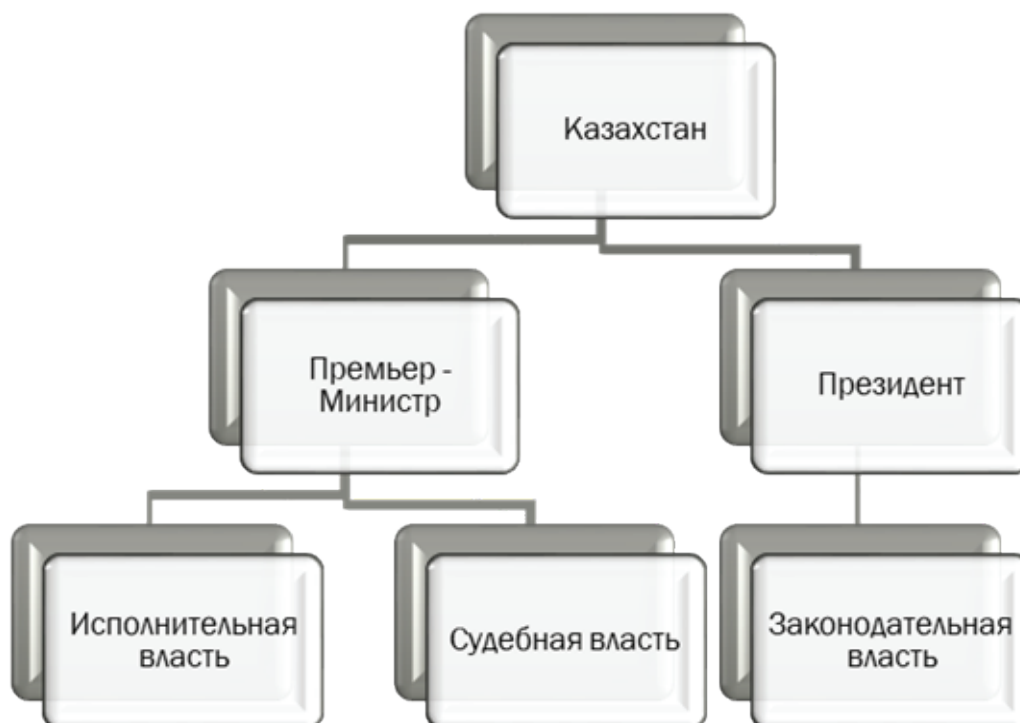 Казахстан
Премьер -
Министр
Президент
Исполнительная
власть
Судебная власть
Законодательная
власть